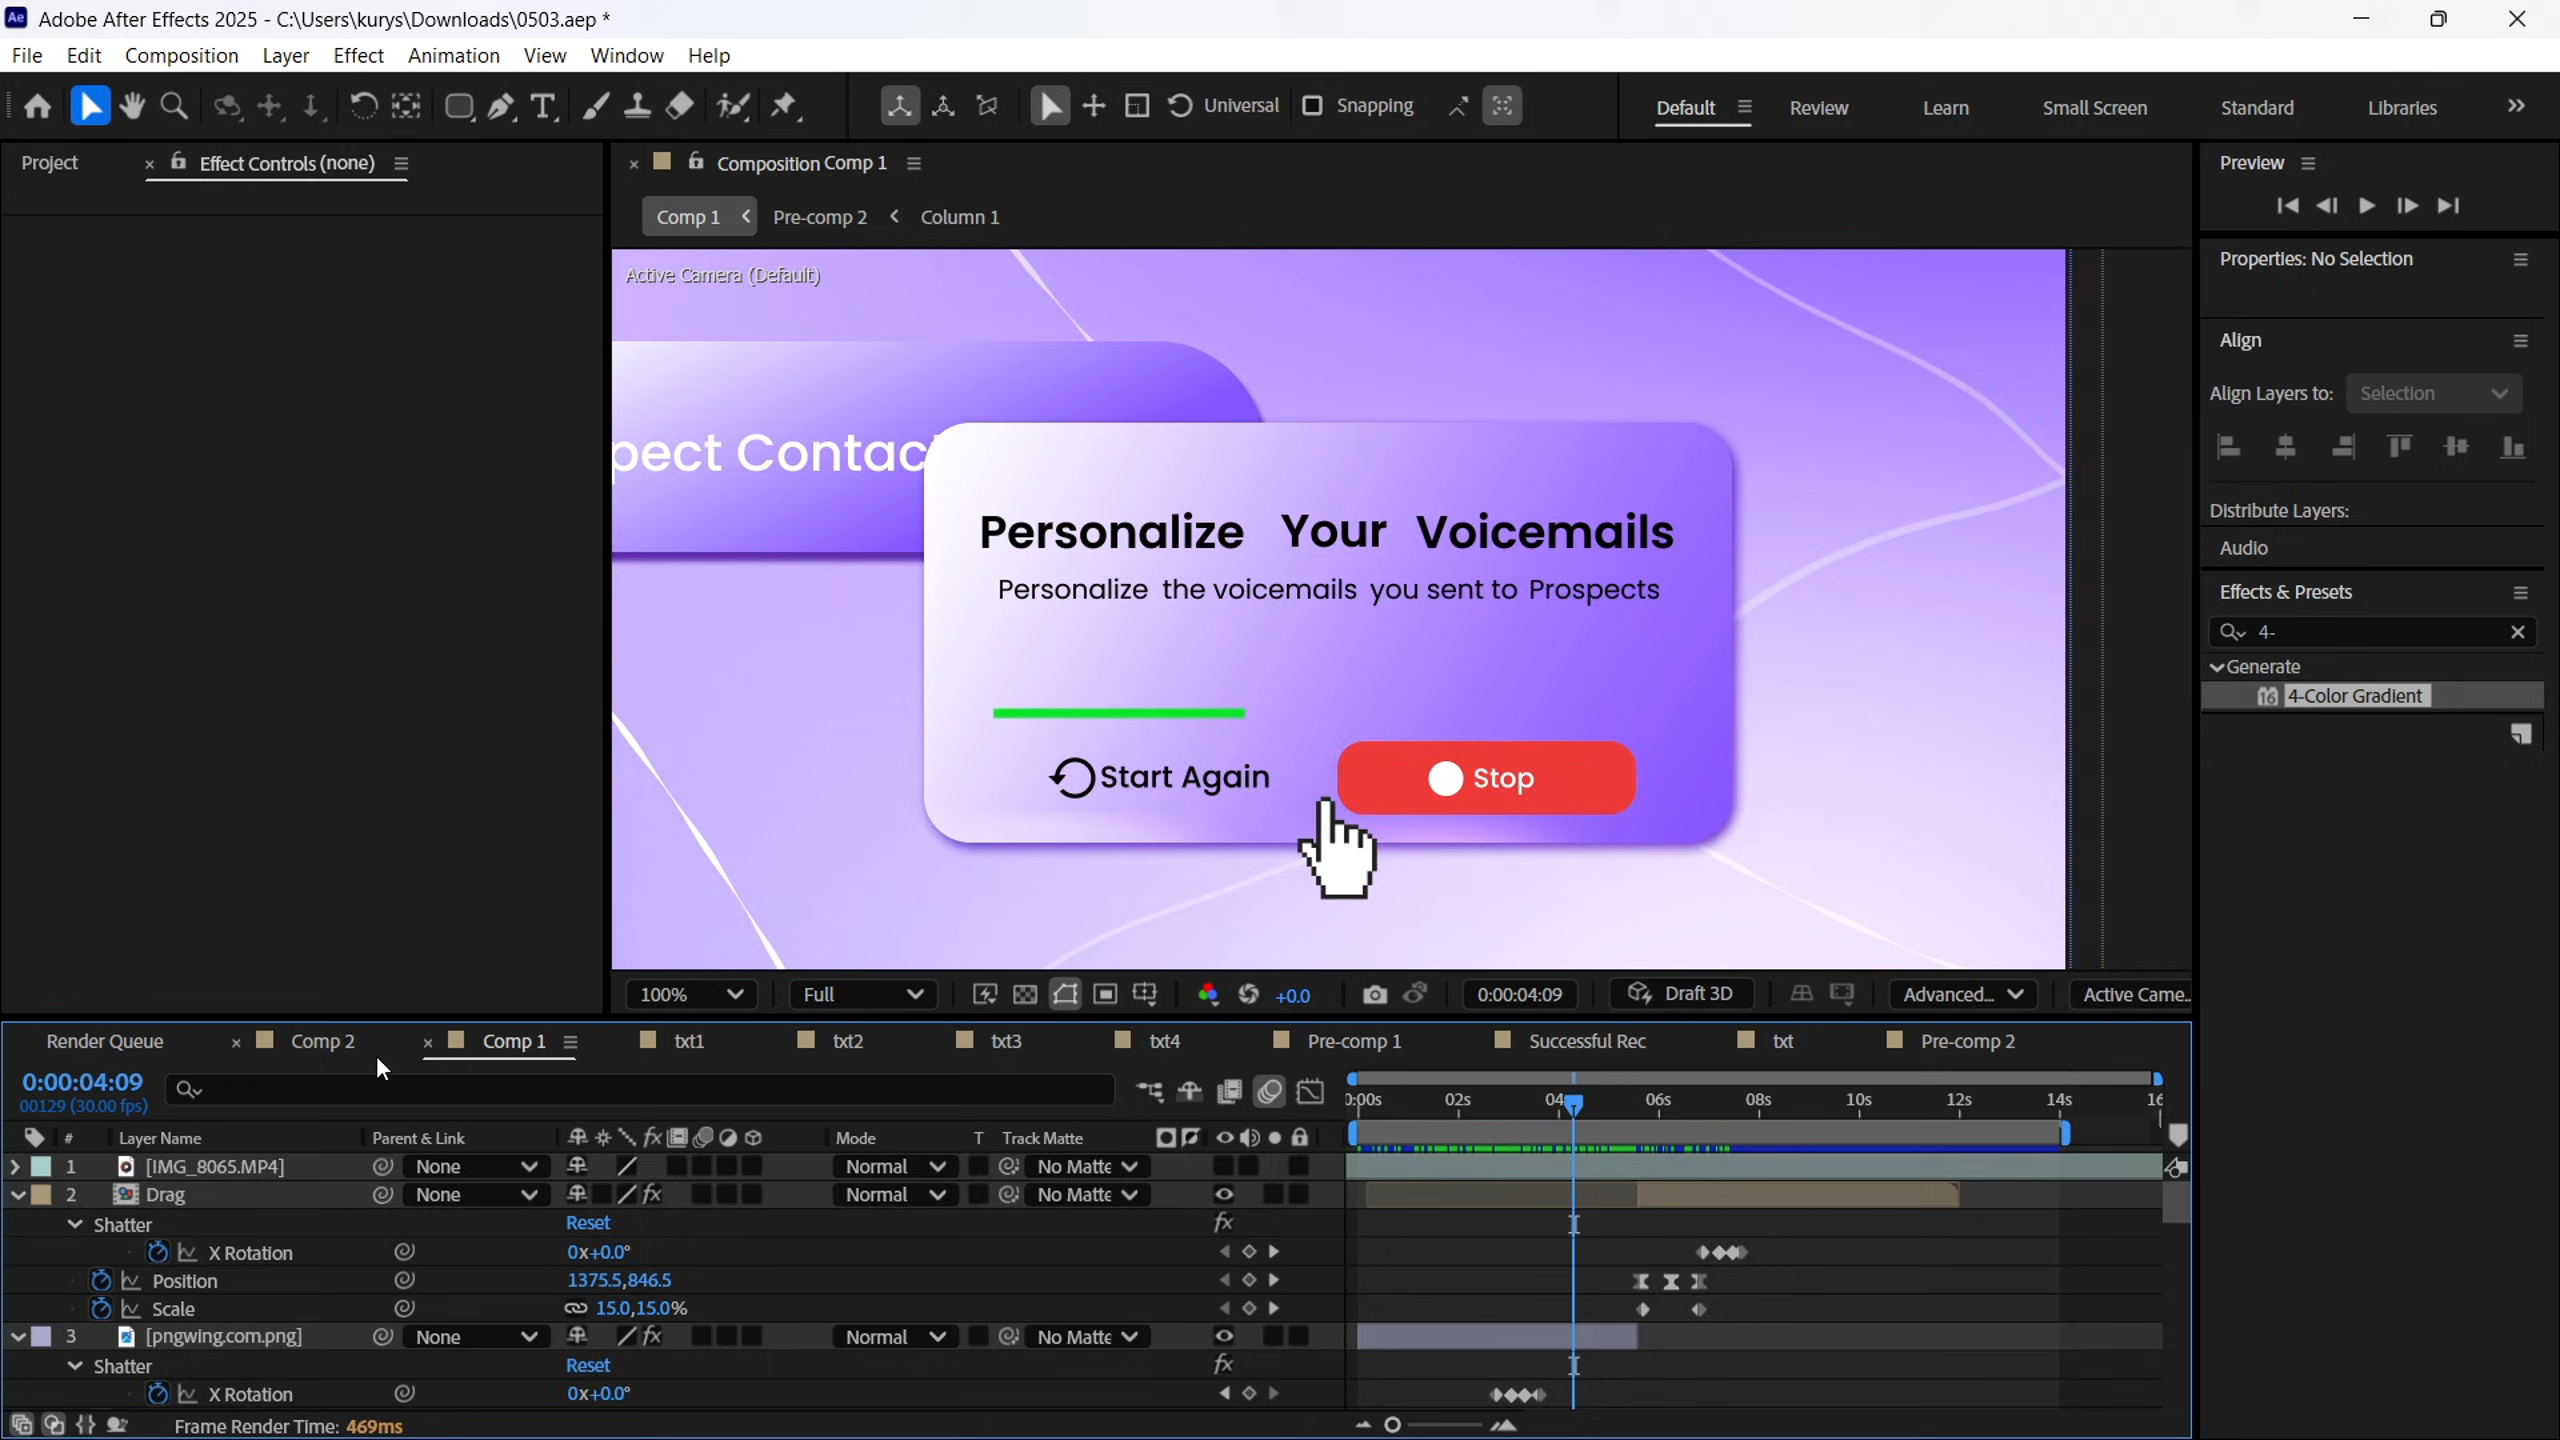 Adobe After Effects 2025 - C:\Users\kurys\Downloads\0503.aep *
File Edit Composition Layer Effect Animation View Window Help
Universal Snapping Default Review Learn Small Screen Standard Libraries
Project × Effect Controls (none)
× Composition Comp 1
Comp 1 Pre-comp 2 Column 1
Active Camera (Default)
pect Contac
Personalize Your Voicemails
Personalize the voicemails you sent to Prospects
Start Again Stop
100% Full +0.0 0:00:04:09 Draft 3D Advanced... Active Came..
Preview
Properties: No Selection
Align
Align Layers to: Selection
Distribute Layers:
Audio
Effects & Presets
4-
Generate
16 4-Color Gradient
Render Queue × Comp 2 × Comp 1 txt1 txt2 txt3 txt4 Pre-comp 1 Successful Rec txt Pre-comp 2
0:00:04:09
00129 (30.00 fps)
0:00s 02s 04 06s 08s 10s 12s 14s 16
# Layer Name Parent & Link fx Mode T Track Matte
1 [IMG_8065.MP4] None Normal No Matte
2 Drag None fx Normal No Matte
Shatter Reset fx
X Rotation 0x+0.0°
Position 1375.5,846.5
Scale 15.0,15.0%
3 [pngwing.com.png] None fx Normal No Matte
Shatter Reset fx
X Rotation 0x+0.0°
Frame Render Time: 469ms